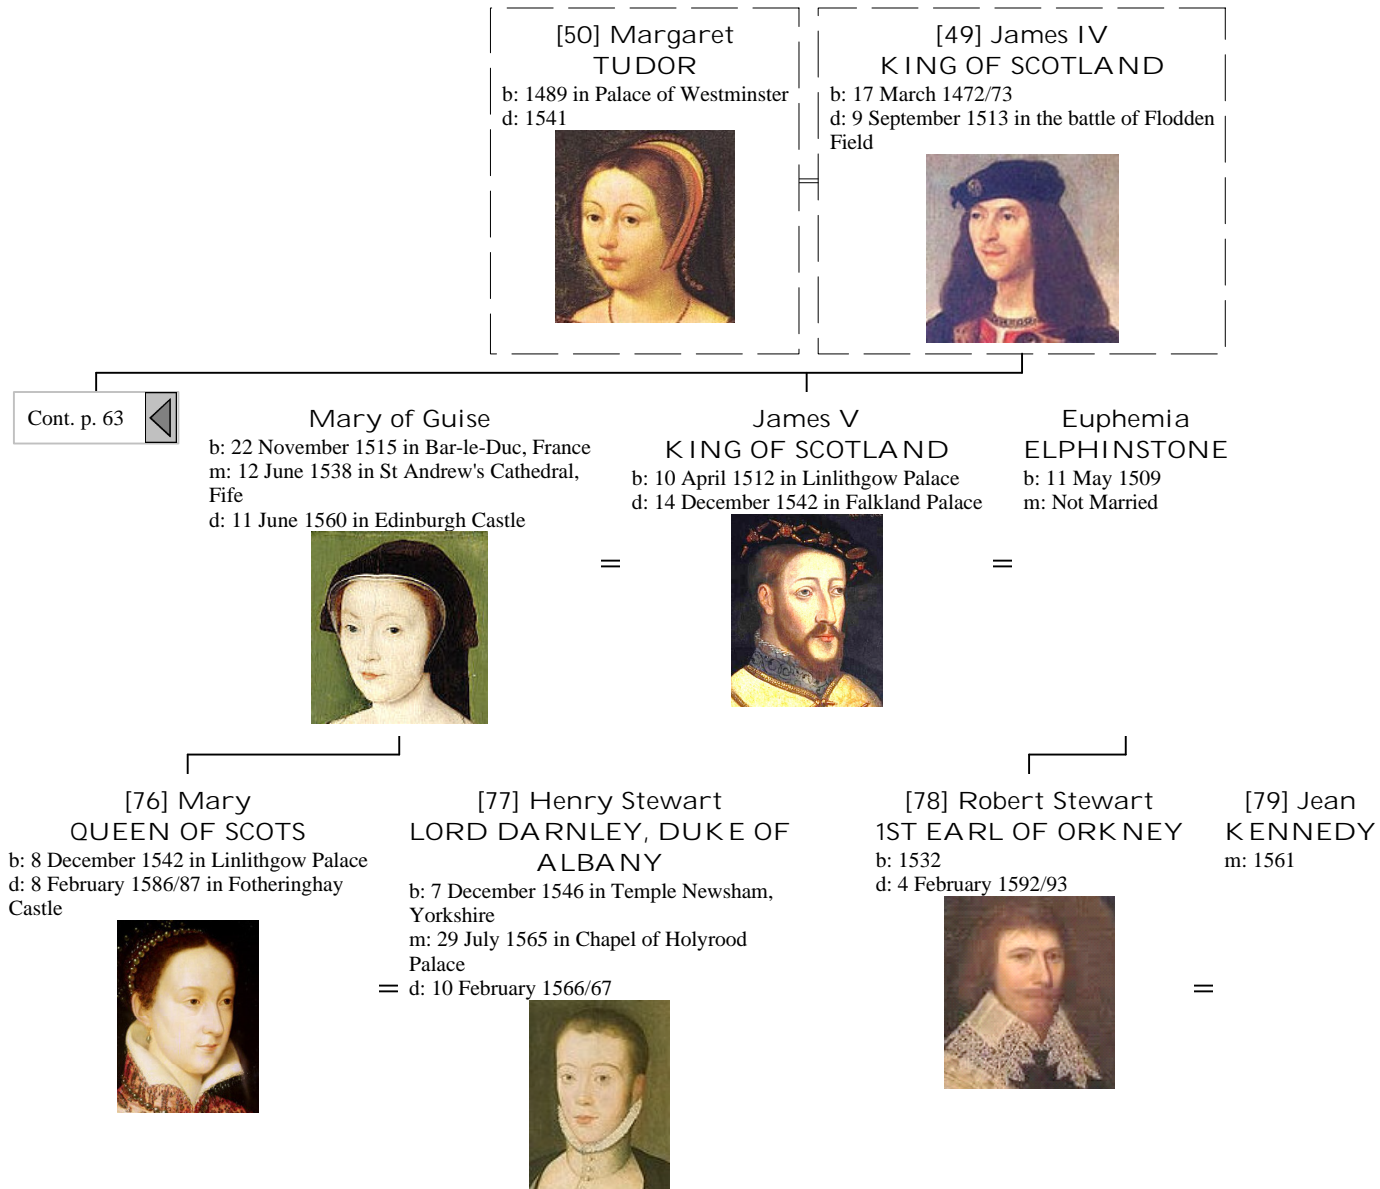 [50] Margaret
TUDOR
b: 1489 in Palace of Westminster
d: 1541
[49] James IV
KING OF SCOTLAND
b: 17 March 1472/73
d: 9 September 1513 in the battle of Flodden
Field
=
Cont. p. 63
Mary of Guise
b: 22 November 1515 in Bar-le-Duc, France
m: 12 June 1538 in St Andrew's Cathedral,
Fife
d: 11 June 1560 in Edinburgh Castle
=
James V
KING OF SCOTLAND
b: 10 April 1512 in Linlithgow Palace
d: 14 December 1542 in Falkland Palace
=
Euphemia
ELPHINSTONE
b: 11 May 1509
m: Not Married
[76] Mary
QUEEN OF SCOTS
b: 8 December 1542 in Linlithgow Palace
d: 8 February 1586/87 in Fotheringhay
Castle
=
[77] Henry Stewart
LORD DARNLEY, DUKE OF
ALBANY
b: 7 December 1546 in Temple Newsham,
Yorkshire
m: 29 July 1565 in Chapel of Holyrood
Palace
d: 10 February 1566/67
[78] Robert Stewart
1ST EARL OF ORKNEY
b: 1532
d: 4 February 1592/93
=
[79] Jean
KENNEDY
m: 1561